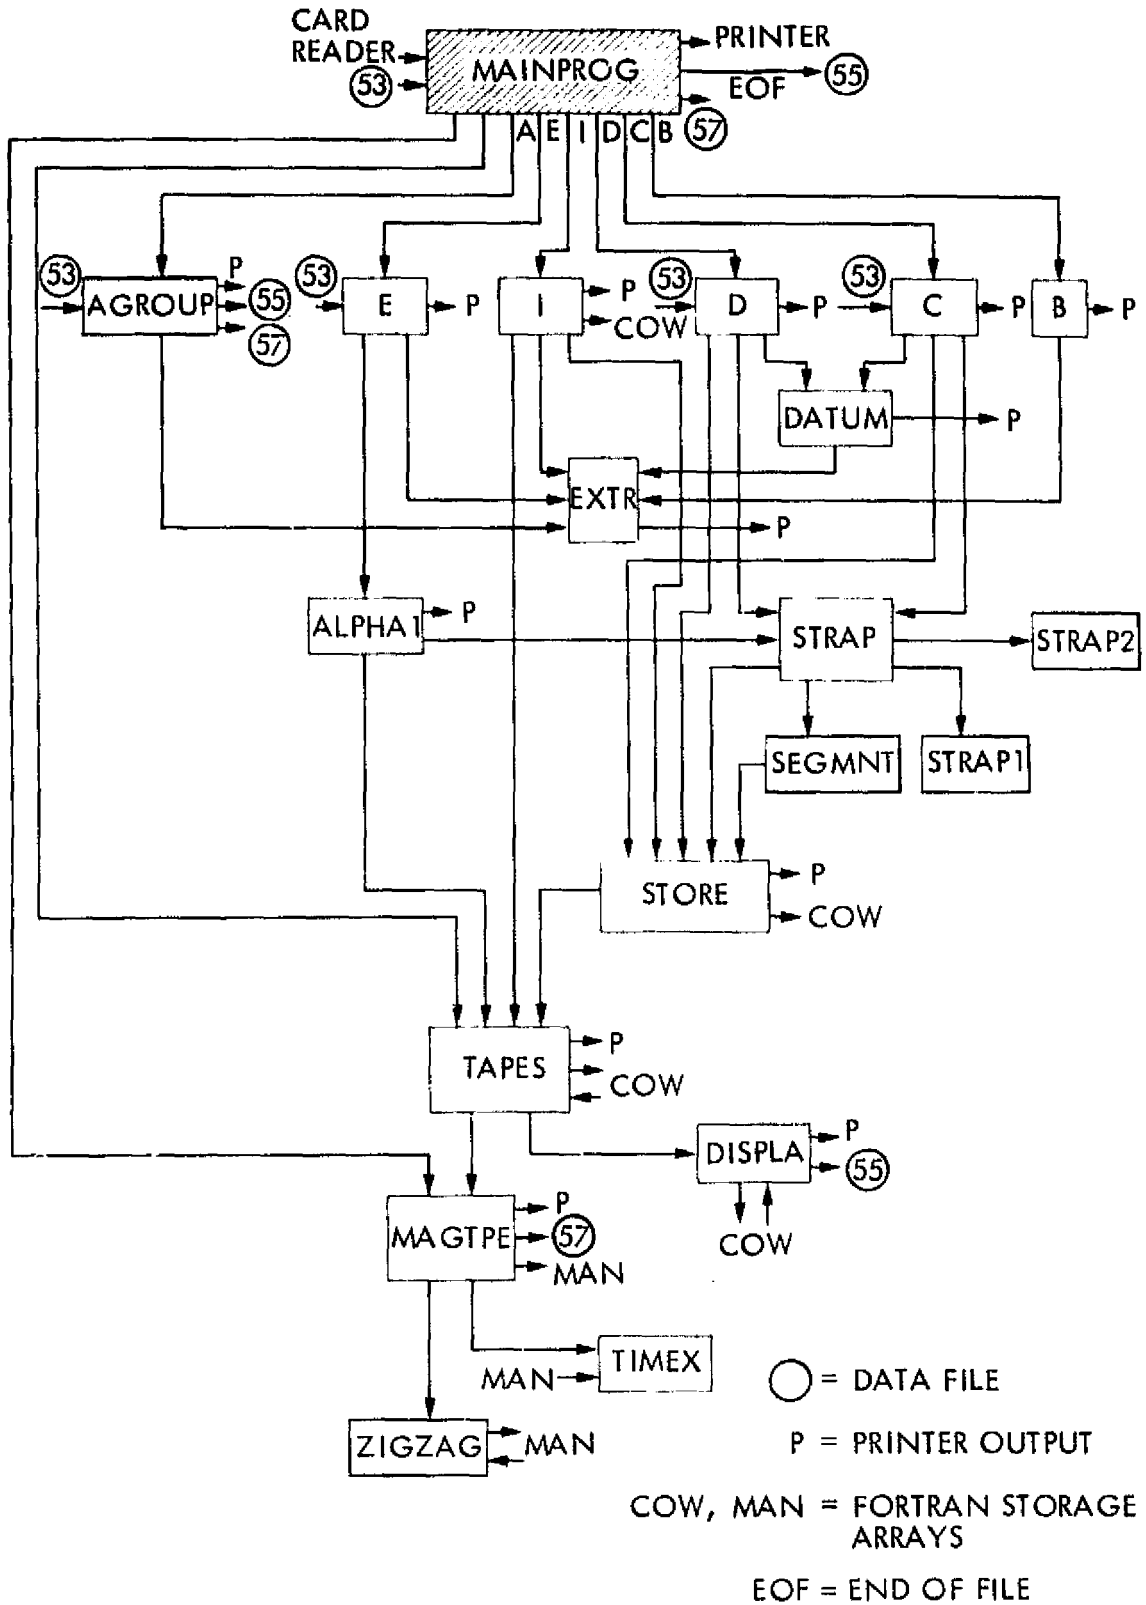 CARD
READER
53
MAINPROG
PRINTER
EOF
55
57
A E I D C B
53
AGROUP
P
55
57
53
E
P
I
P
COW
53
D
P
53
C
P
B
P
DATUM
P
EXTR
P
ALPHA1
P
STRAP
STRAP2
SEGMNT
STRAP1
STORE
P
COW
TAPES
P
COW
DISPLA
P
55
COW
MAGTPE
P
57
MAN
TIMEX
MAN
ZIGZAG
MAN
= DATA FILE
P = PRINTER OUTPUT
COW, MAN = FORTRAN STORAGE
ARRAYS
EOF = END OF FILE